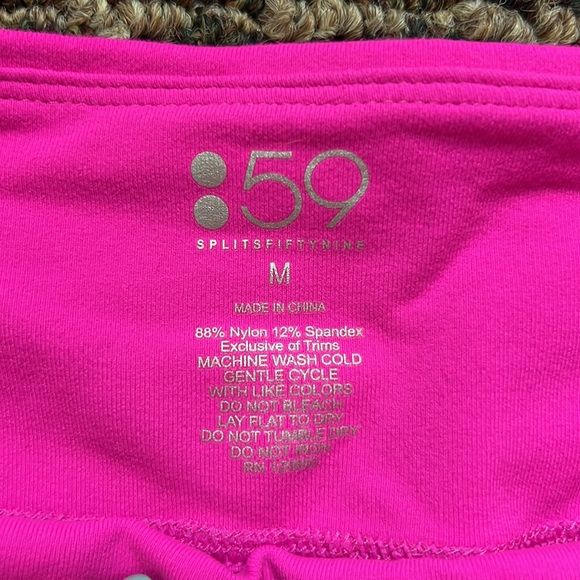 :59
SPLITSFIFTYNINE
M
MADE IN CHINA
88% Nylon 12% Spandex
Exclusive of Trims
MACHINE WASH COLD
GENTLE CYCLE
WITH LIKE COLORS
DO NOT BLEACH
LAY FLAT TO DRY
DO NOT TUMBLE DRY
DO NOT IRON
RN